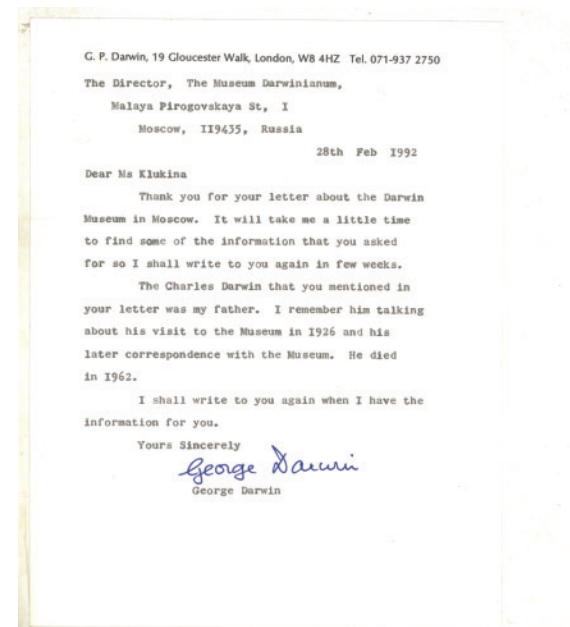 G. P. Darwin, 19 Gloucester Walk, London, W8 4HZ Tel. 071-937 2750
The Director, The Museum Darwinianum,
Malaya Pirogovskaya St, I
Moscow, II9435, Russia
28th Feb I992
Dear Ms Klukina
Thank you for your letter about the Darwin
Museum in Moscow. It will take me a little time
to find some of the information that you asked
for so I shall write to you again in few weeks.
The Charles Darwin that you mentioned in
your letter was my father. I remember him talking
about his visit to the Museum in I926 and his
later correspondence with the Museum. He died
in I962.
I shall write to you again when I have the
information for you.
Yours Sincerely
George Darwin
George Darwin